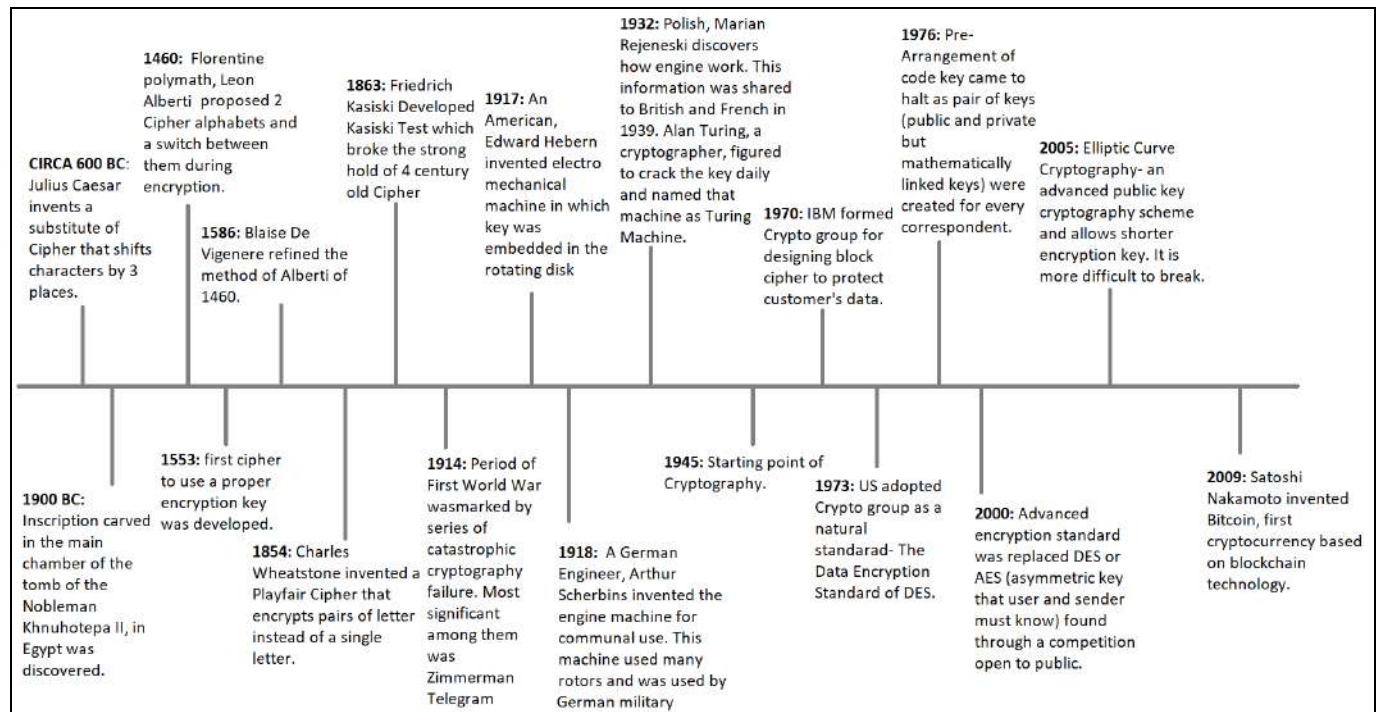 CIRCA 600 BC:
Julius Caesar
invents a
substitute of
Cipher that shifts
characters by 3
places.
1900 BC:
Inscription carved
in the main
chamber of the
tomb of the
Nobleman
Khnuhotepa II, in
Egypt was
discovered.
1460: Florentine
polymath, Leon
Alberti proposed 2
Cipher alphabets and
a switch between
them during
encryption.
1553: first cipher
to use a proper
encryption key
was developed.
1586: Blaise De
Vigenere refined the
method of Alberti of
1460.
1854: Charles
Wheatstone invented a
Playfair Cipher that
encrypts pairs of letter
instead of a single
letter.
1863: Friedrich
Kasiski Developed
Kasiski Test which
broke the strong
hold of 4 century
old Cipher
1914: Period of
First World War
wasmarked by
series of
catastrophic
cryptography
failure. Most
significant
among them
was
Zimmerman
Telegram
1917: An
American,
Edward Hebern
invented electro
mechanical
machine in which
key was
embedded in the
rotating disk
1918: A German
Engineer, Arthur
Scherbins invented the
engine machine for
communal use. This
machine used many
rotors and was used by
German military
1932: Polish, Marian
Rejeneski discovers
how engine work. This
information was shared
to British and French in
1939. Alan Turing, a
cryptographer, figured
to crack the key daily
and named that
machine as Turing
Machine.
1945: Starting point of
Cryptography.
1970: IBM formed
Crypto group for
designing block
cipher to protect
customer's data.
1973: US adopted
Crypto group as a
natural
standarad- The
Data Encryption
Standard of DES.
1976: Pre-
Arrangement of
code key came to
halt as pair of keys
(public and private
but
mathematically
linked keys) were
created for every
correspondent.
2000: Advanced
encryption standard
was replaced DES or
AES (asymmetric key
that user and sender
must know) found
through a competition
open to public.
2005: Elliptic Curve
Cryptography- an
advanced public key
cryptography scheme
and allows shorter
encryption key. It is
more difficult to break.
2009: Satoshi
Nakamoto invented
Bitcoin, first
cryptocurrency based
on blockchain
technology.